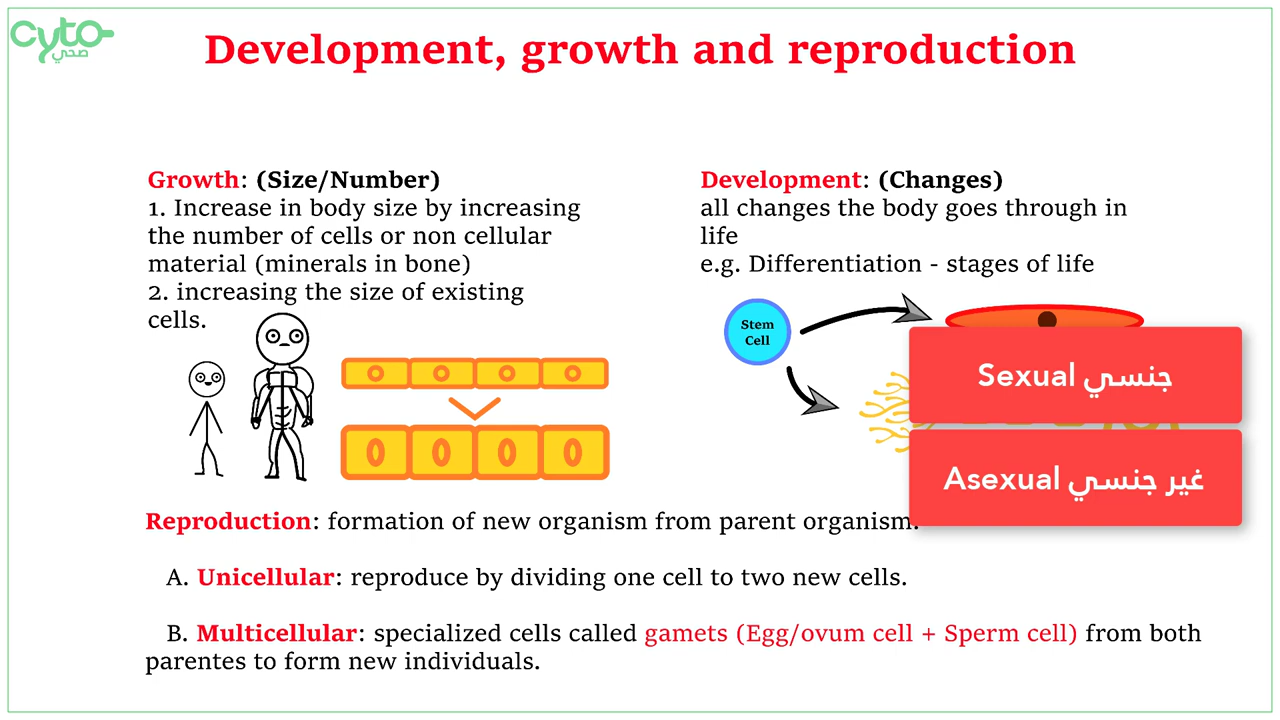 cyto
صحي
Development, growth and reproduction
Growth: (Size/Number)
1. Increase in body size by increasing
the number of cells or non cellular
material (minerals in bone)
2. increasing the size of existing
cells.
Development: (Changes)
all changes the body goes through in
life
e.g. Differentiation - stages of life
Stem
Cell
Sexual جنسي
Asexual غير جنسي
Reproduction: formation of new organism from parent organism.
A. Unicellular: reproduce by dividing one cell to two new cells.
B. Multicellular: specialized cells called gamets (Egg/ovum cell + Sperm cell) from both
parentes to form new individuals.